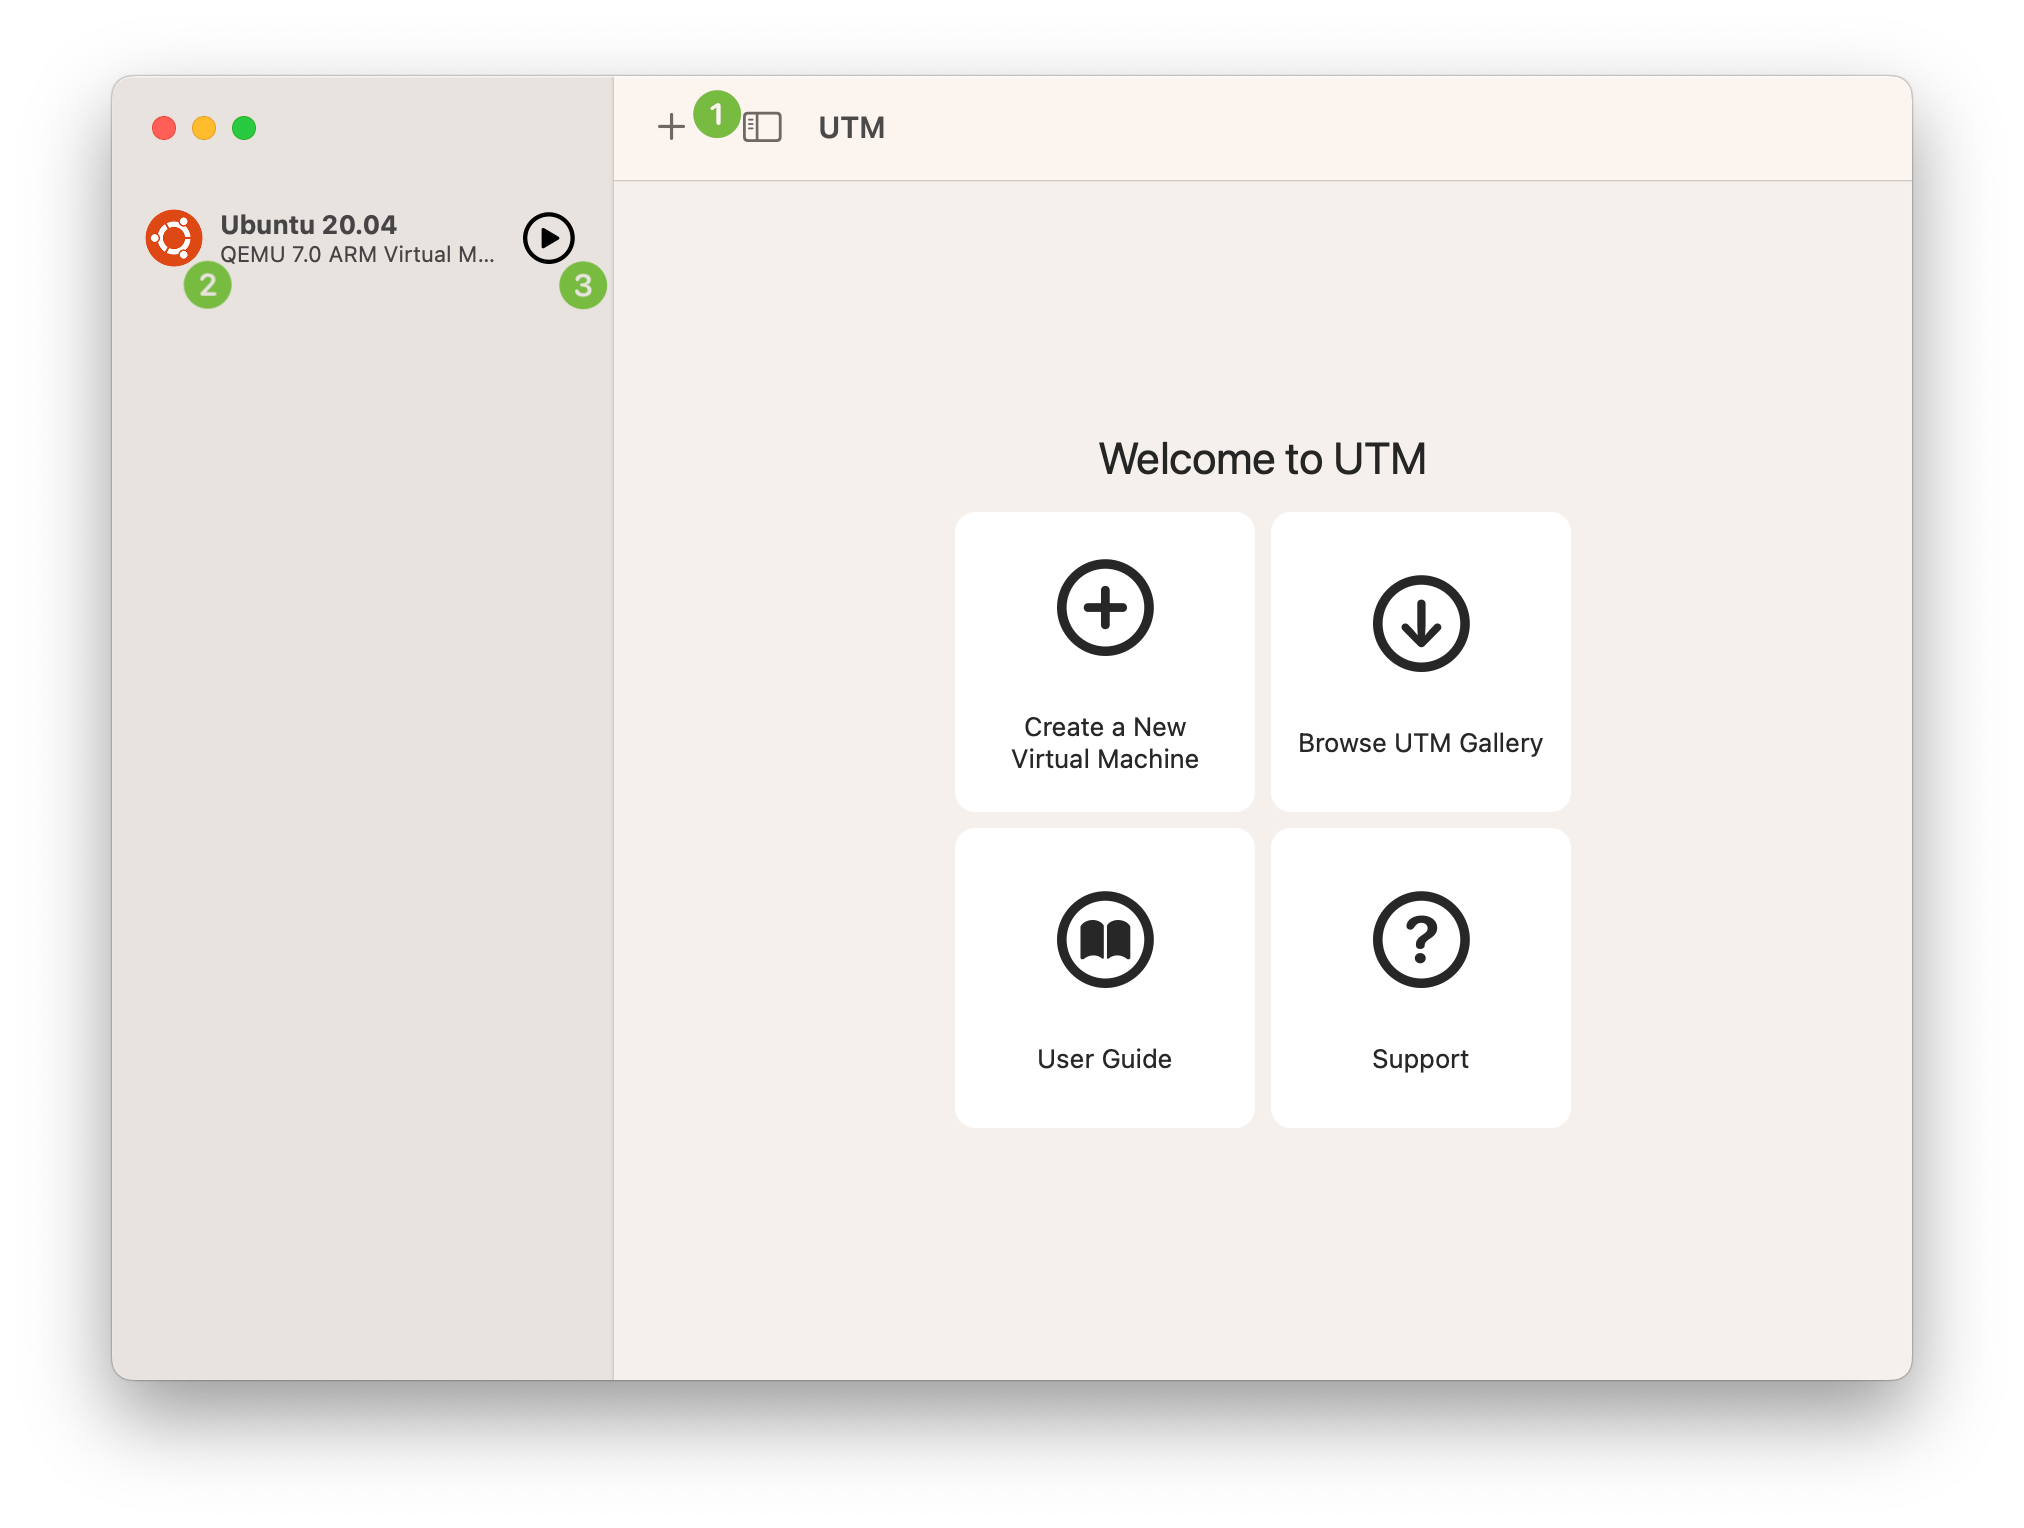 1
UTM
Ubuntu 20.04
QEMU 7.0 ARM Virtual M...
2
3
Welcome to UTM
Create a New
Virtual Machine
Browse UTM Gallery
User Guide
Support